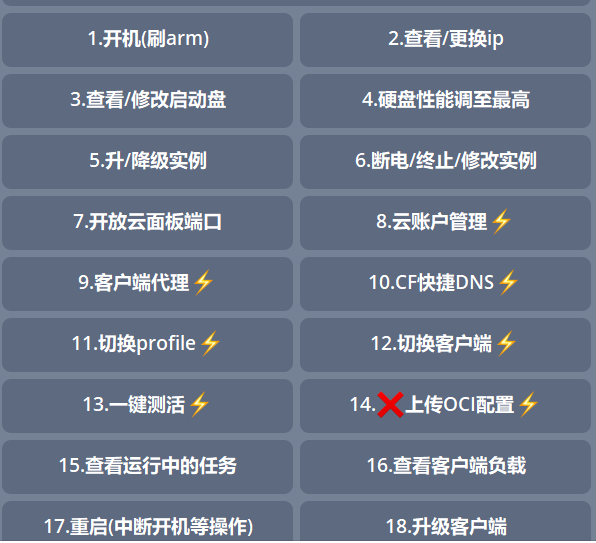 1.开机(刷arm)
2.查看/更换ip
3.查看/修改启动盘
4.硬盘性能调至最高
5.升/降级实例
6.断电/终止/修改实例
7.开放云面板端口
8.云账户管理⚡
9.客户端代理⚡
10.CF快捷DNS⚡
11.切换profile⚡
12.切换客户端⚡
13.一键测活⚡
14.❌上传OCI配置⚡
15.查看运行中的任务
16.查看客户端负载
17.重启(中断开机等操作)
18.升级客户端